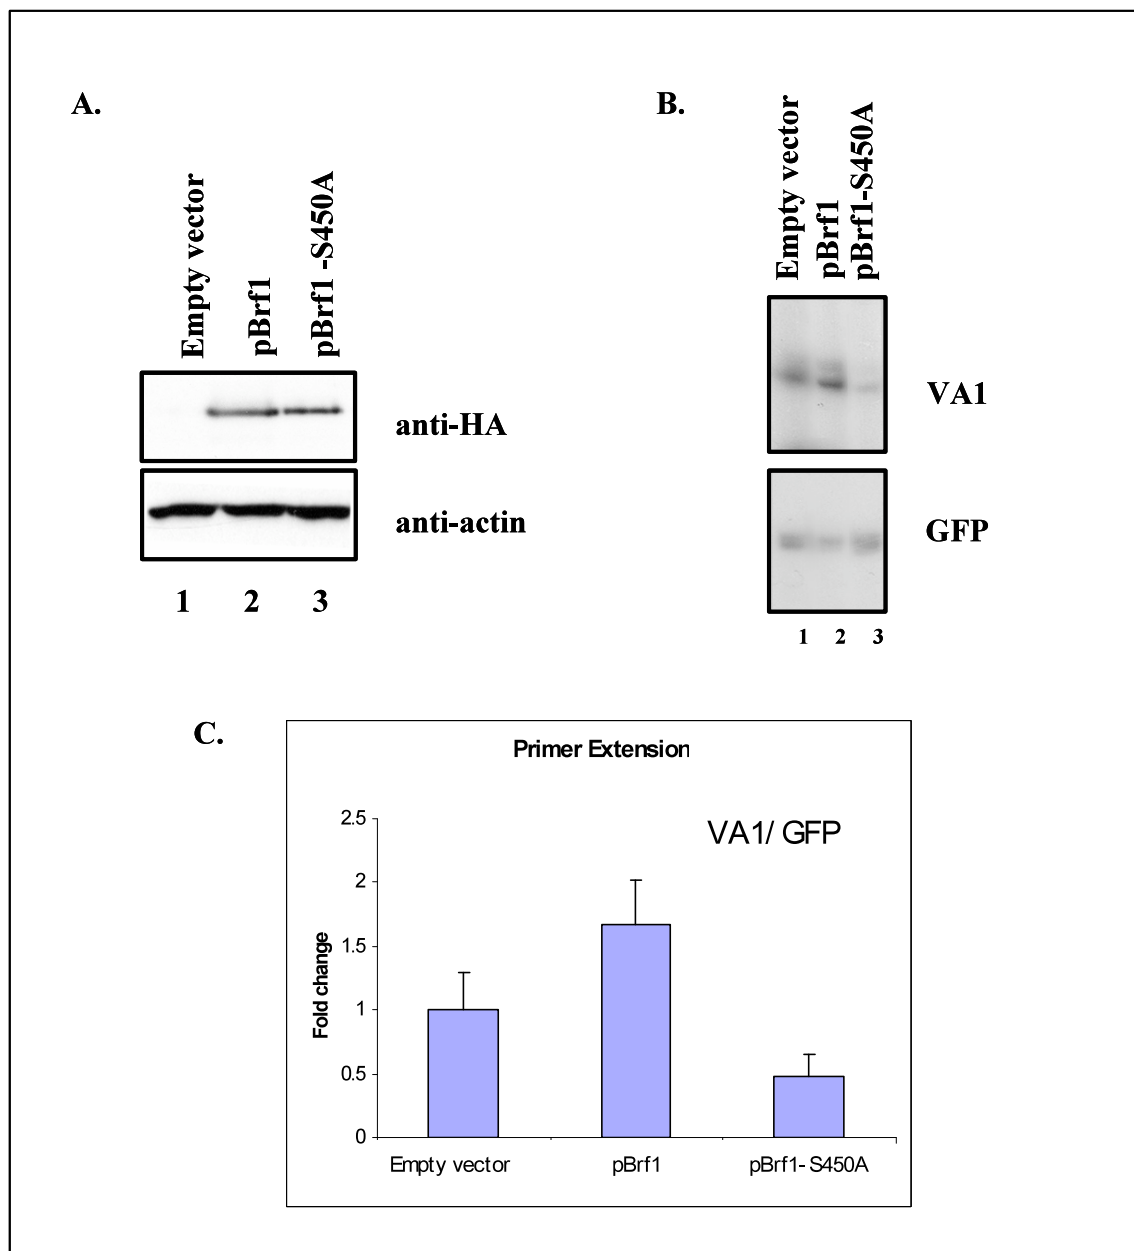 A.
Empty vector
pBrf1
pBrf1 -S450A
anti-HA
anti-actin
1 2 3
B.
Empty vector
pBrf1
pBrf1-S450A
VA1
GFP
1 2 3
C.
Primer Extension
VA1/ GFP
Fold change
2.5
2
1.5
1
0.5
0
Empty vector pBrf1 pBrf1- S450A